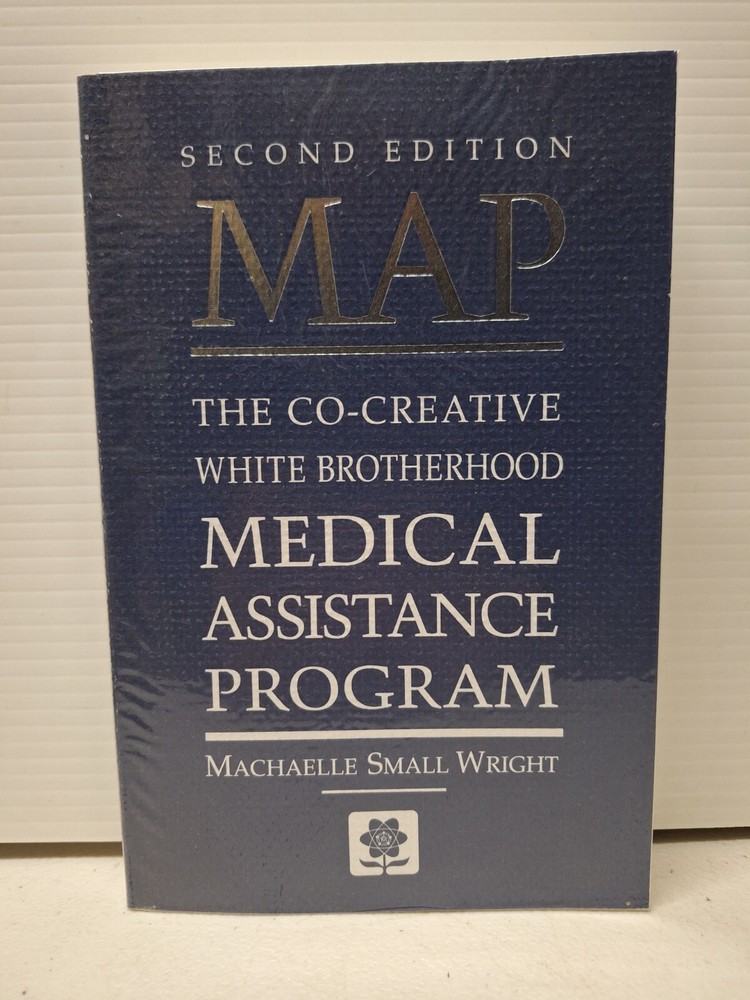 SECOND EDITION
MAP
THE CO-CREATIVE
WHITE BROTHERHOOD
MEDICAL
ASSISTANCE
PROGRAM
MACHAELLE SMALL WRIGHT